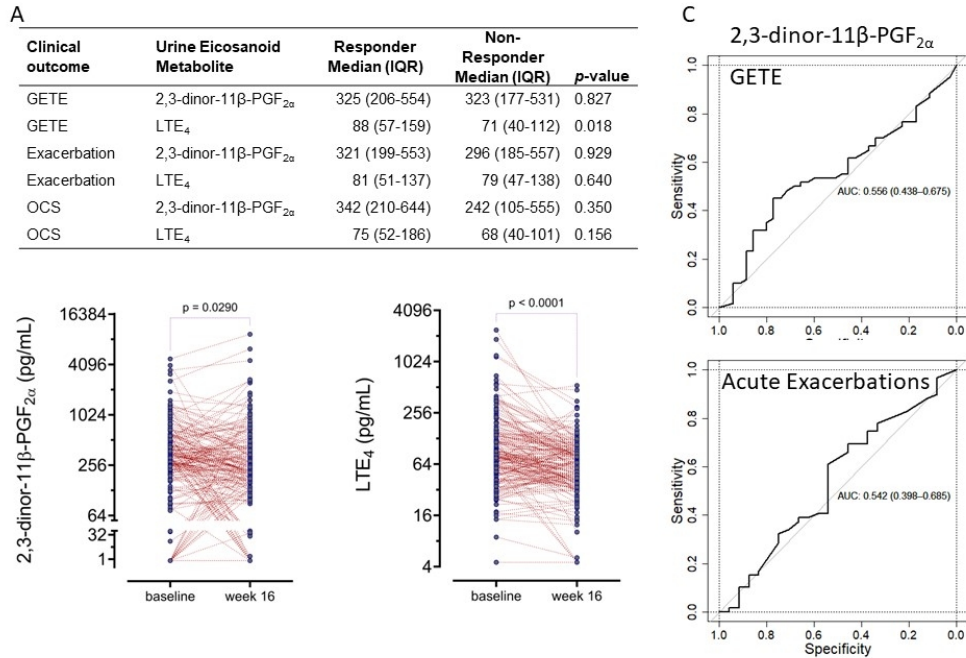 A
Clinical outcome Urine Eicosanoid Metabolite Responder Median (IQR) Non-Responder Median (IQR) p-value
GETE 2,3-dinor-11β-PGF2α 325 (206-554) 323 (177-531) 0.827
GETE LTE4 88 (57-159) 71 (40-112) 0.018
Exacerbation 2,3-dinor-11β-PGF2α 321 (199-553) 296 (185-557) 0.929
Exacerbation LTE4 81 (51-137) 79 (47-138) 0.640
OCS 2,3-dinor-11β-PGF2α 342 (210-644) 242 (105-555) 0.350
OCS LTE4 75 (52-186) 68 (40-101) 0.156
2,3-dinor-11β-PGF2α (pg/mL)
16384
4096
1024
256
64
32
1
p = 0.0290
baseline week 16
LTE4 (pg/mL)
4096
1024
256
64
16
4
p < 0.0001
baseline week 16
C
2,3-dinor-11β-PGF2α
GETE
Sensitivity
1.0
0.8
0.6
0.4
0.2
0.0
AUC: 0.556 (0.438–0.675)
1.0 0.8 0.6 0.4 0.2 0.0
Specificity
Acute Exacerbations
Sensitivity
1.0
0.8
0.6
0.4
0.2
0.0
AUC: 0.542 (0.398–0.685)
1.0 0.8 0.6 0.4 0.2 0.0
Specificity